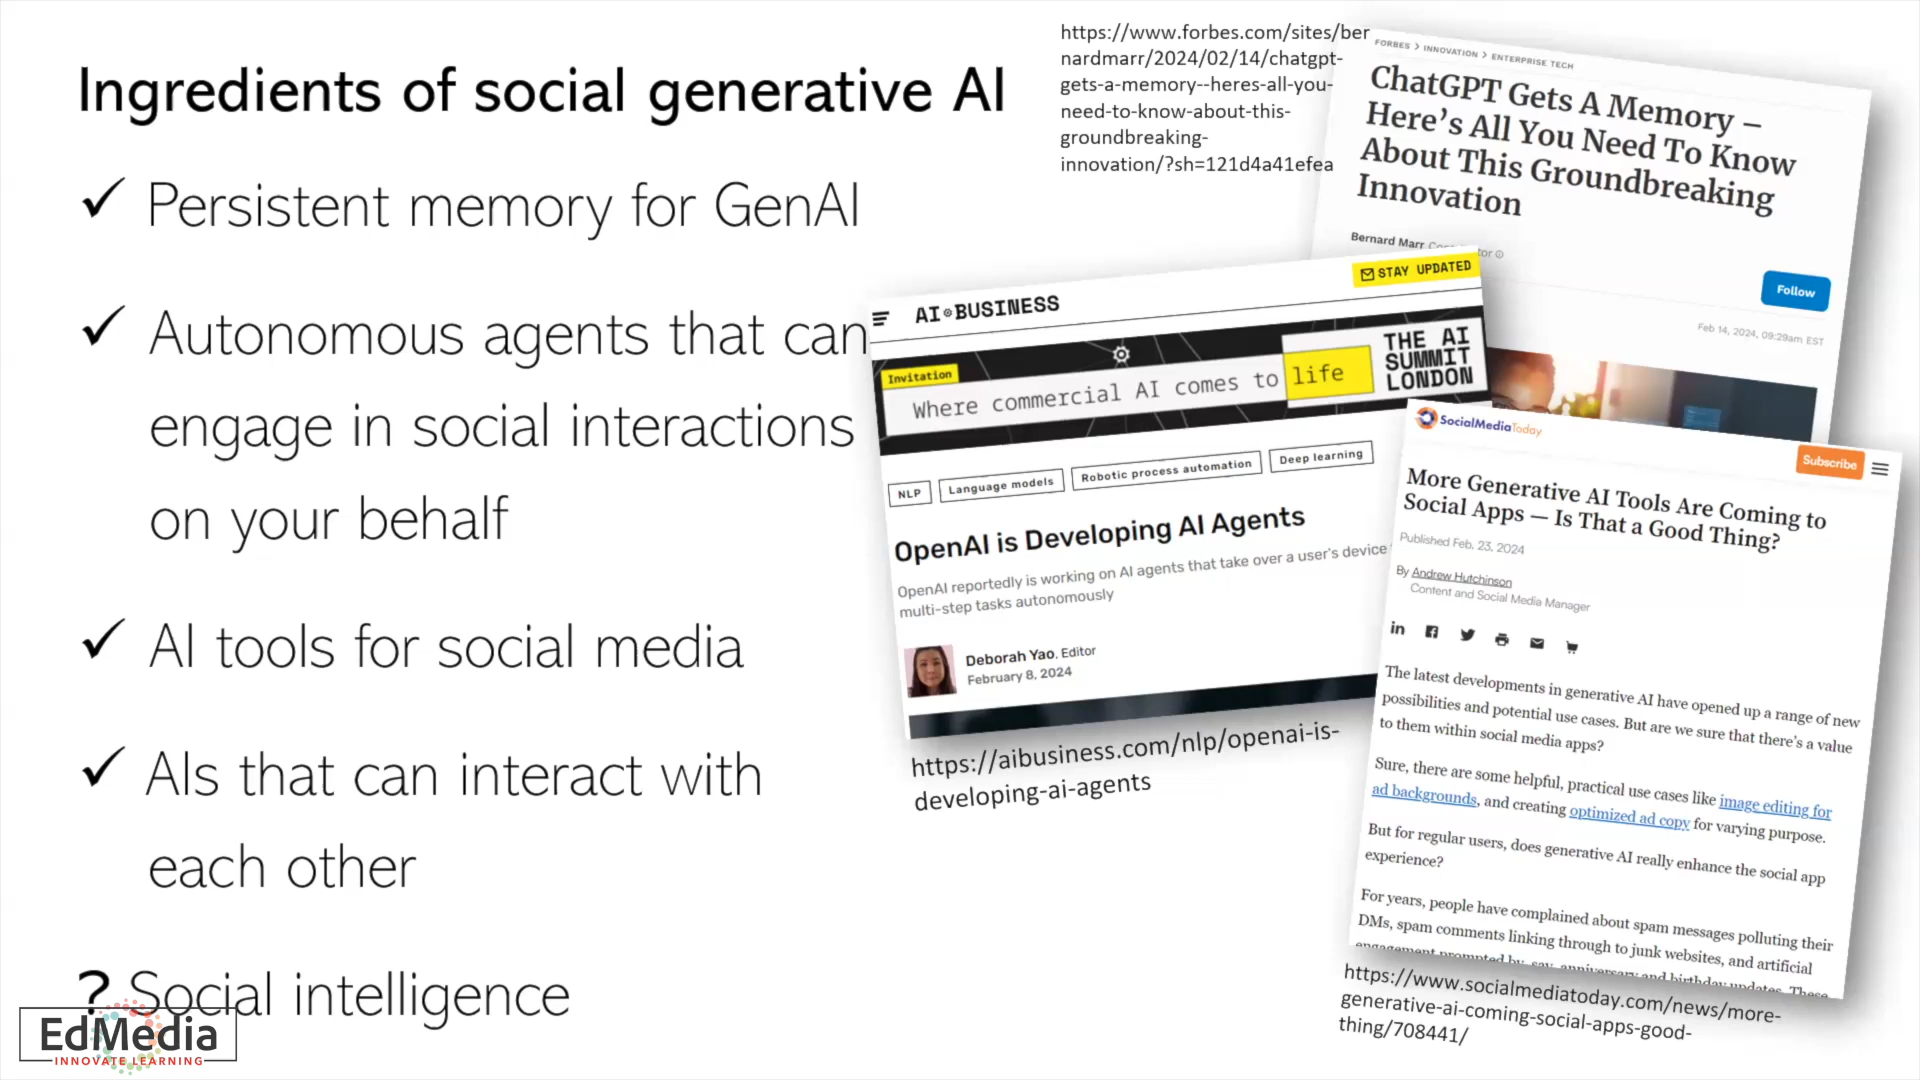 Ingredients of social generative AI
✓ Persistent memory for GenAI
✓ Autonomous agents that can
engage in social interactions
on your behalf
✓ AI tools for social media
✓ AIs that can interact with
each other
? Social intelligence
EdMedia
INNOVATE LEARNING
https://www.forbes.com/sites/ber
nardmarr/2024/02/14/chatgpt-
gets-a-memory--heres-all-you-
need-to-know-about-this-
groundbreaking-
innovation/?sh=121d4a41efea
FORBES > INNOVATION > ENTERPRISE TECH
ChatGPT Gets A Memory –
Here's All You Need To Know
About This Groundbreaking
Innovation
Bernard Marr
Follow
Feb 14, 2024, 09:29am EST
STAY UPDATED
AI BUSINESS
Invitation
Where commercial AI comes to life
THE AI
SUMMIT
LONDON
NLP
Language models
Robotic process automation
Deep learning
OpenAI is Developing AI Agents
OpenAI reportedly is working on AI agents that take over a user's device
multi-step tasks autonomously
Deborah Yao, Editor
February 8, 2024
https://aibusiness.com/nlp/openai-is-
developing-ai-agents
SocialMediaToday
Subscribe
More Generative AI Tools Are Coming to
Social Apps — Is That a Good Thing?
Published Feb. 23, 2024
By Andrew Hutchinson
Content and Social Media Manager
The latest developments in generative AI have opened up a range of new
possibilities and potential use cases. But are we sure that there's a value
to them within social media apps?
Sure, there are some helpful, practical use cases like image editing for
ad backgrounds, and creating optimized ad copy for varying purpose.
But for regular users, does generative AI really enhance the social app
experience?
For years, people have complained about spam messages polluting their
DMs, spam comments linking through to junk websites, and artificial
engagement prompted by, say, anniversary and birthday updates. These
https://www.socialmediatoday.com/news/more-
generative-ai-coming-social-apps-good-
thing/708441/